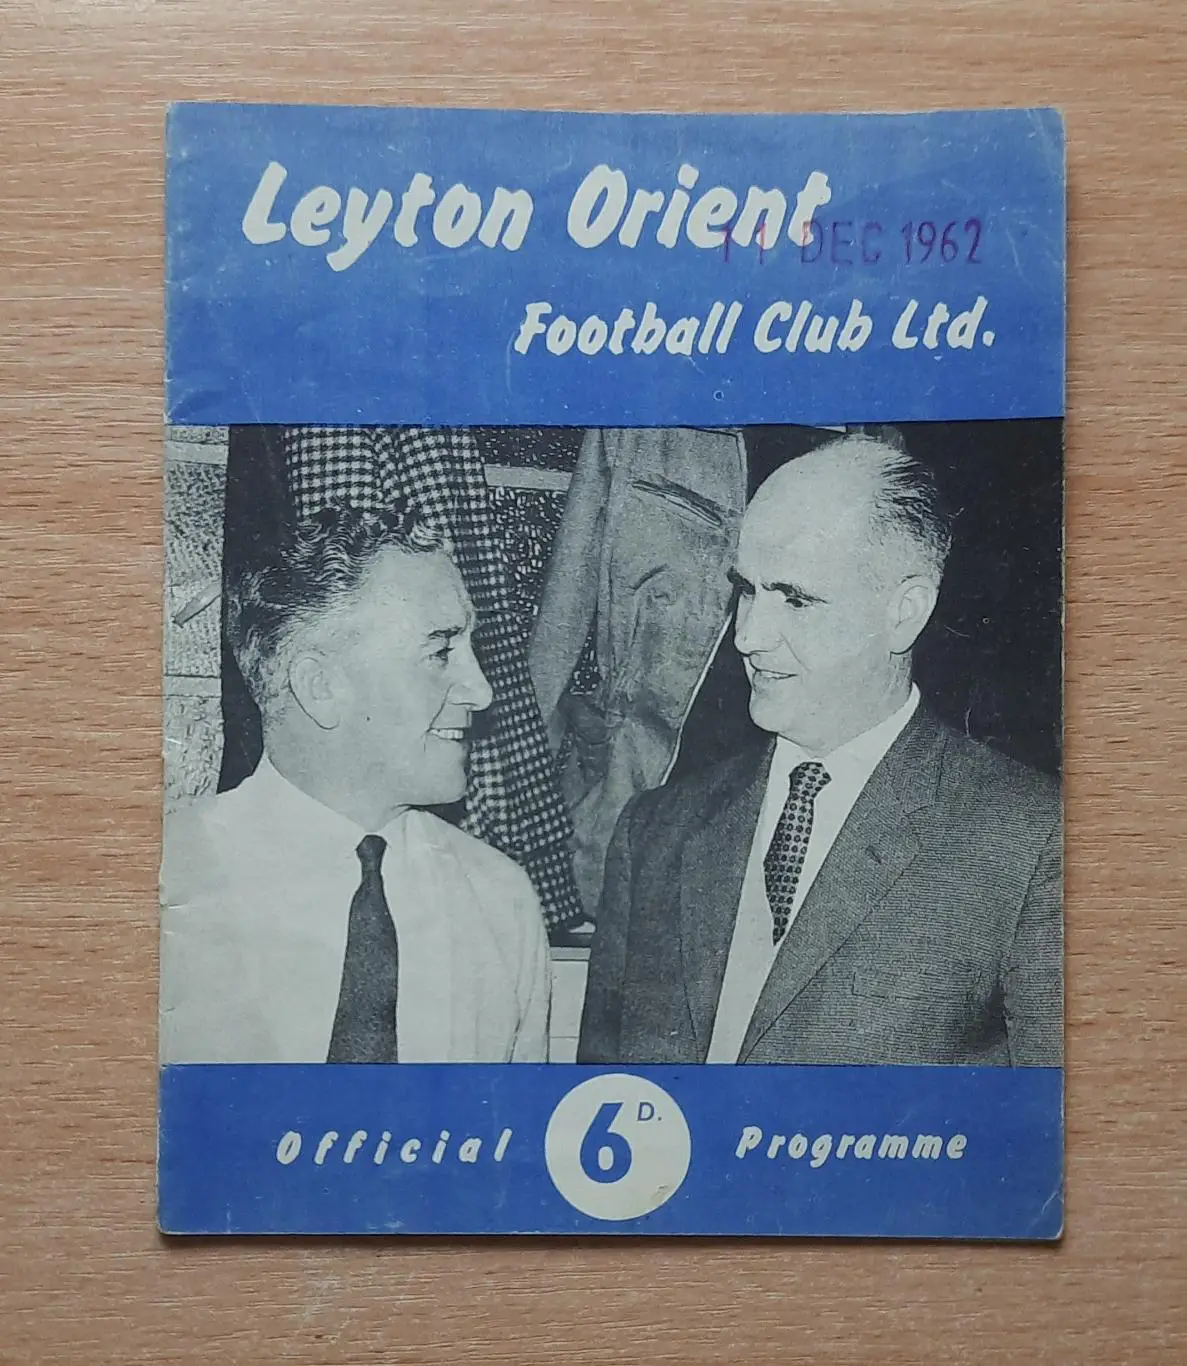 Leyton Orient
11 DEC 1962
Football Club Ltd.
Official 6D. Programme